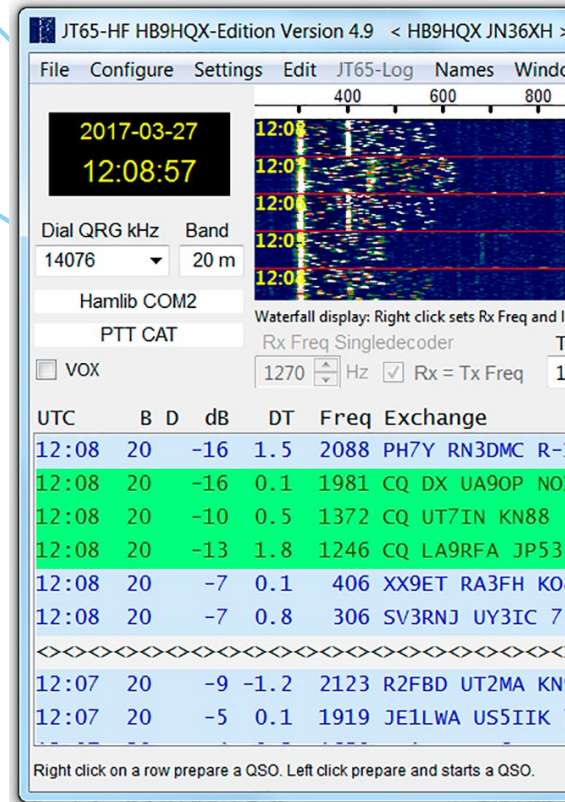 JT65-HF HB9HQX-Edition Version 4.9 < HB9HQX JN36XH >
File Configure Settings Edit JT65-Log Names
400 600 800
2017-03-27
12:08:57
12:08
12:07
12:06
12:05
12:04
Dial QRG kHz Band
14076 20 m
Hamlib COM2
PTT CAT
VOX
Waterfall display: Right click sets Rx Freq and
Rx Freq Singledecoder
1270 Hz Rx = Tx Freq
UTC B D dB DT Freq Exchange
12:08 20 -16 1.5 2088 PH7Y RN3DMC
12:08 20 -16 0.1 1981 CQ DX UA9OP
12:08 20 -10 0.5 1372 CQ UT7IN KN88
12:08 20 -13 1.8 1246 CQ LA9RFA JP53
12:08 20 -7 0.1 406 XX9ET RA3FH
12:08 20 -7 0.8 306 SV3RNJ UY3IC
12:07 20 -9 -1.2 2123 R2FBD UT2MA
12:07 20 -5 0.1 1919 JE1LWA US5IIK
Right click on a row prepare a QSO. Left click prepare and starts a QSO.